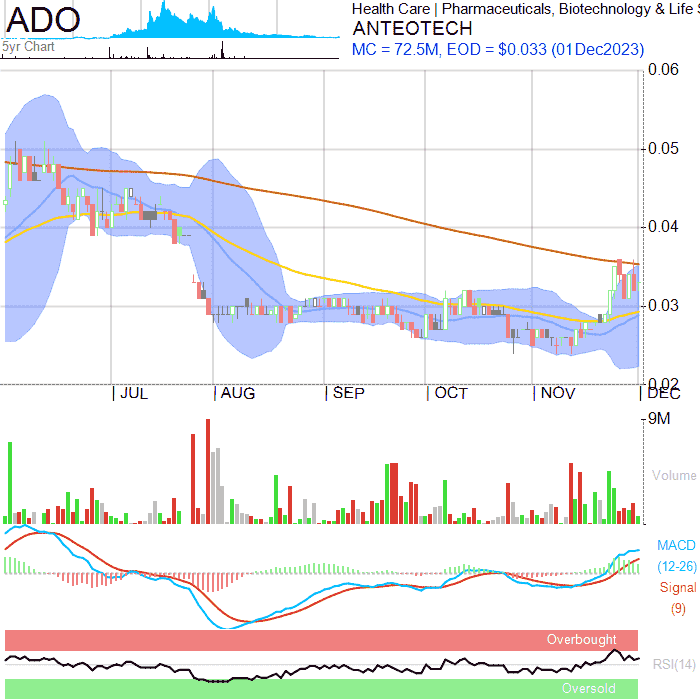 ADO
5yr Chart
Health Care | Pharmaceuticals, Biotechnology & Life S
ANTEOTECH
MC = 72.5M, EOD = $0.033 (01Dec2023)
0.06
0.05
0.04
0.03
0.02
| JUL | AUG | SEP | OCT | NOV | DEC
9M
Volume
MACD
(12-26)
Signal
(9)
Overbought
RSI(14)
Oversold